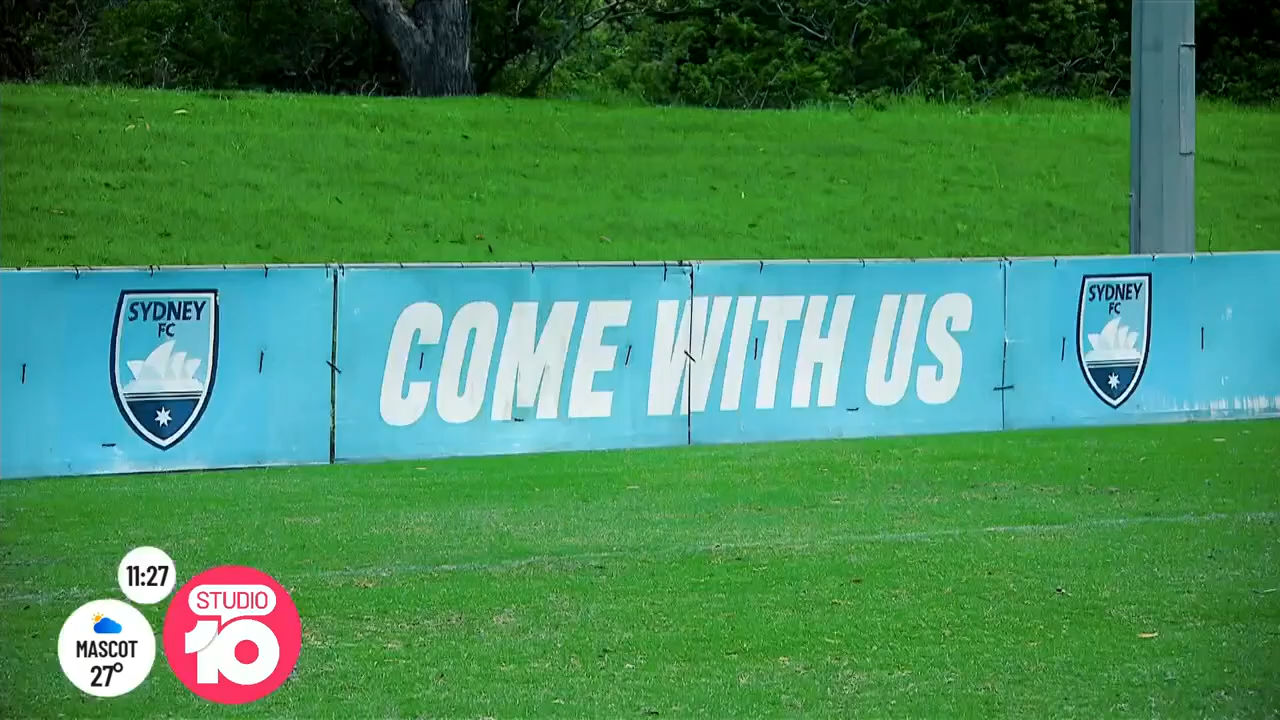 SYDNEY
FC
COME WITH US
SYDNEY
FC
11:27
STUDIO
10
MASCOT
27°